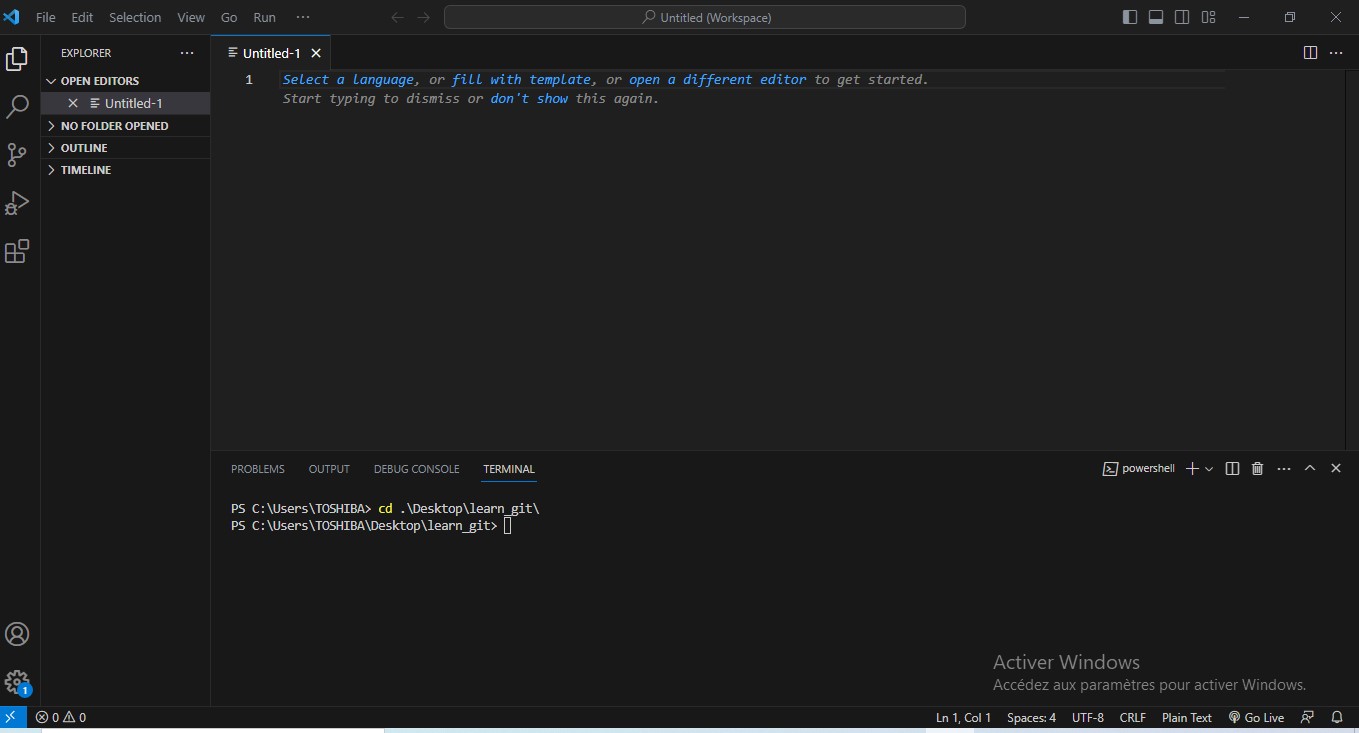 File Edit Selection View Go Run ···
Untitled (Workspace)
EXPLORER ···
OPEN EDITORS
Untitled-1
NO FOLDER OPENED
OUTLINE
TIMELINE
Untitled-1
1 Select a language, or fill with template, or open a different editor to get started.
Start typing to dismiss or don't show this again.
PROBLEMS OUTPUT DEBUG CONSOLE TERMINAL
powershell
PS C:\Users\TOSHIBA> cd .\Desktop\learn_git\
PS C:\Users\TOSHIBA\Desktop\learn_git>
Activer Windows
Accédez aux paramètres pour activer Windows.
1
0 0 Ln 1, Col 1 Spaces: 4 UTF-8 CRLF Plain Text Go Live